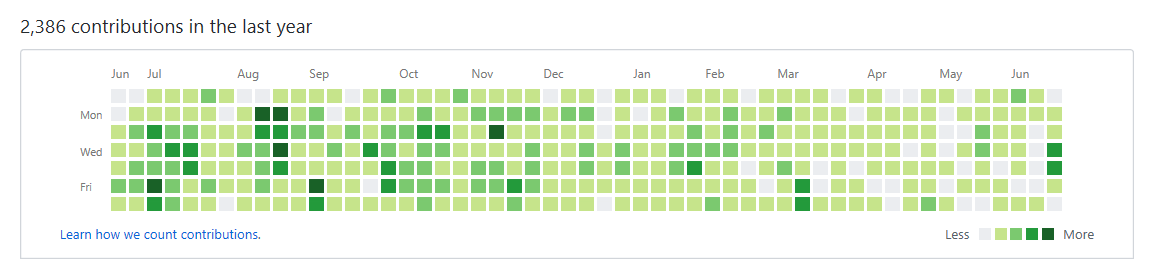 2,386 contributions in the last year
Jun Jul Aug Sep Oct Nov Dec Jan Feb Mar Apr May Jun
Mon
Wed
Fri
Learn how we count contributions. Less More